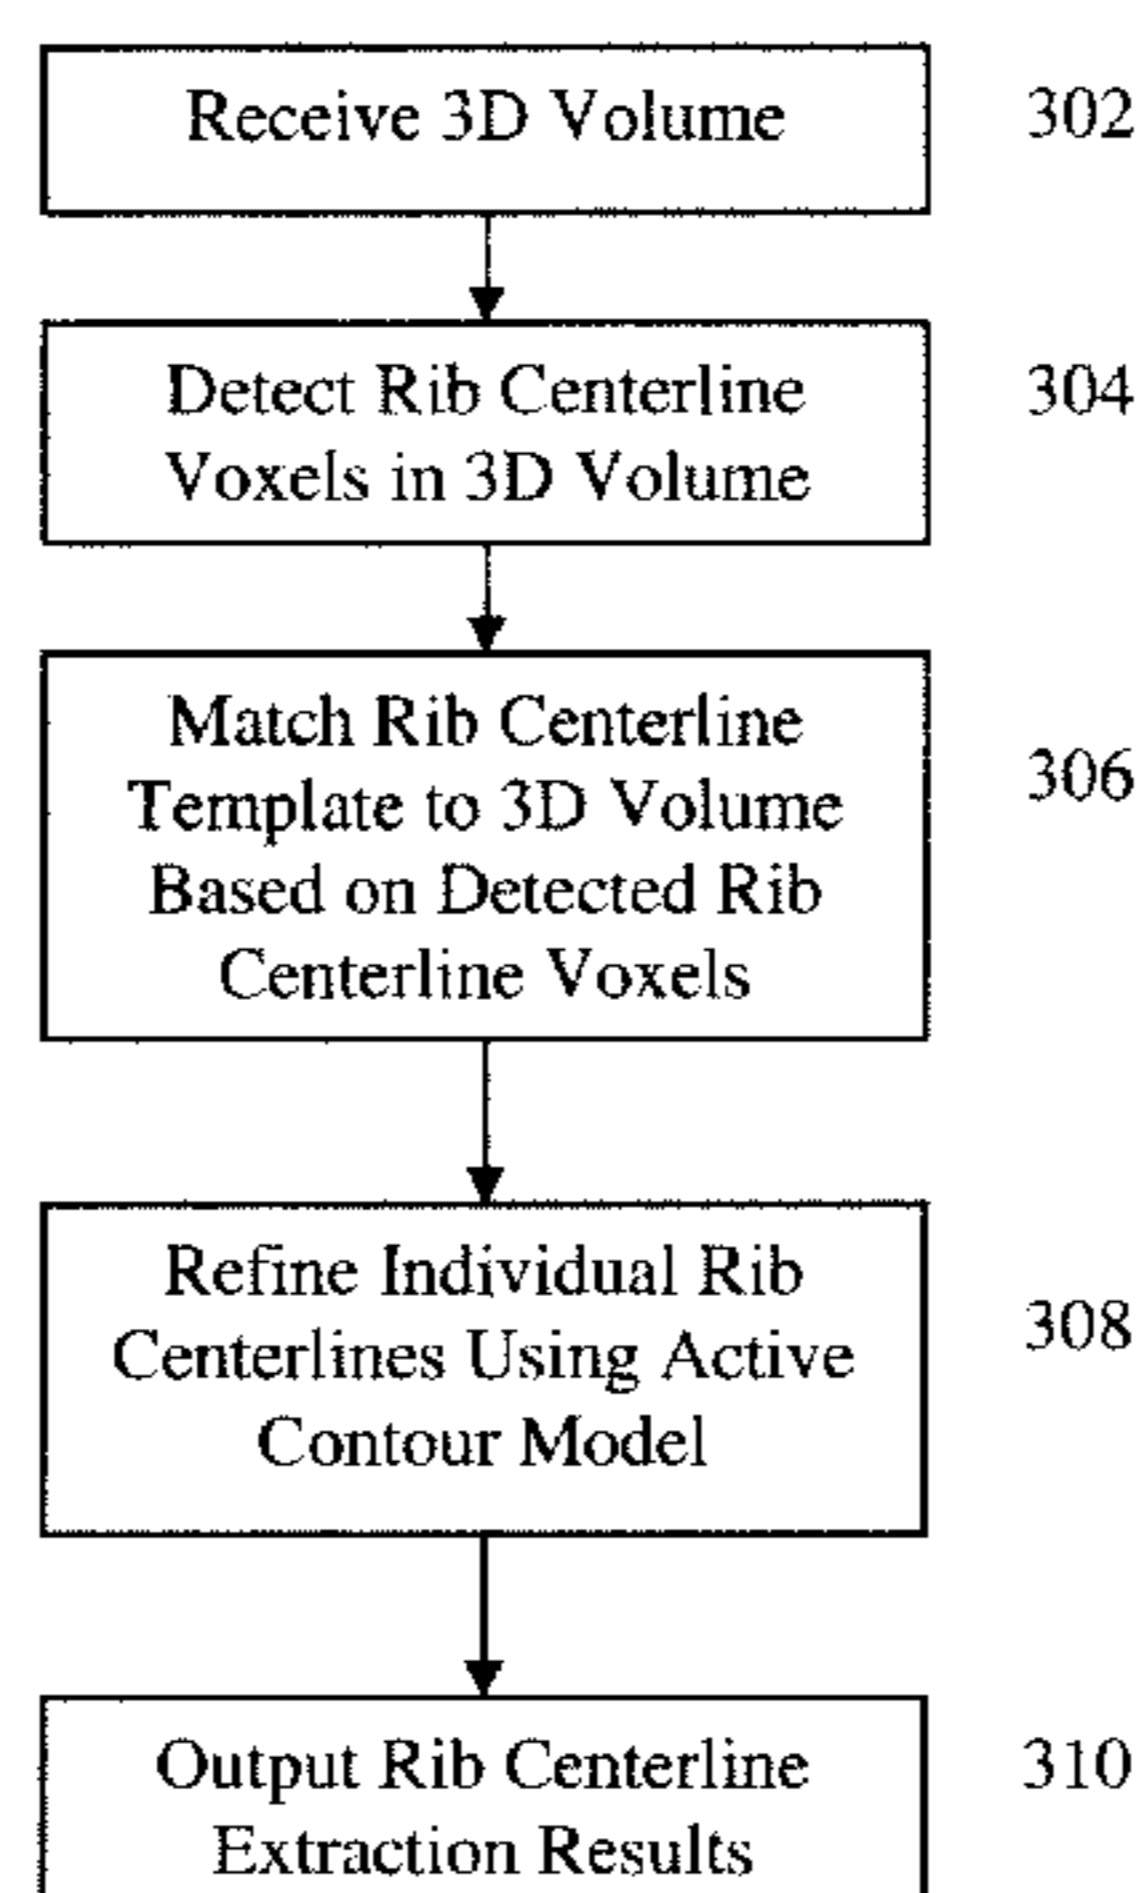 Receive 3D Volume
302
Detect Rib Centerline
Voxels in 3D Volume
304
Match Rib Centerline
Template to 3D Volume
Based on Detected Rib
Centerline Voxels
306
Refine Individual Rib
Centerlines Using Active
Contour Model
308
Output Rib Centerline
Extraction Results
310